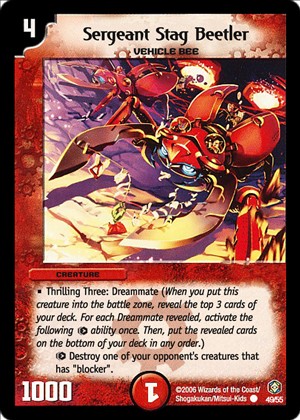 4
Sergeant Stag Beetler
VEHICLE BEE
CREATURE
▪ Thrilling Three: Dreammate (When you put this
creature into the battle zone, reveal the top 3 cards of
your deck. For each Dreammate revealed, activate the
following ability once. Then, put the revealed cards
on the bottom of your deck in any order.)
Destroy one of your opponent's creatures that
has "blocker".
1000
1
©2006 Wizards of the Coast/
Shogakukan/Mitsui-Kids
49/55